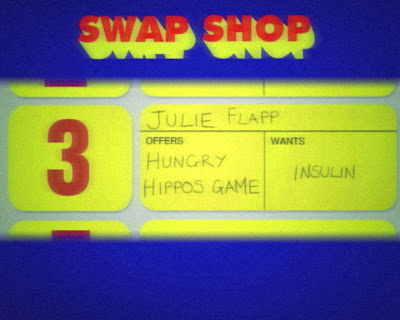 SWAP SHOP
3
JULIE FLAPP
OFFERS
HUNGRY
HIPPOS GAME
WANTS
INSULIN